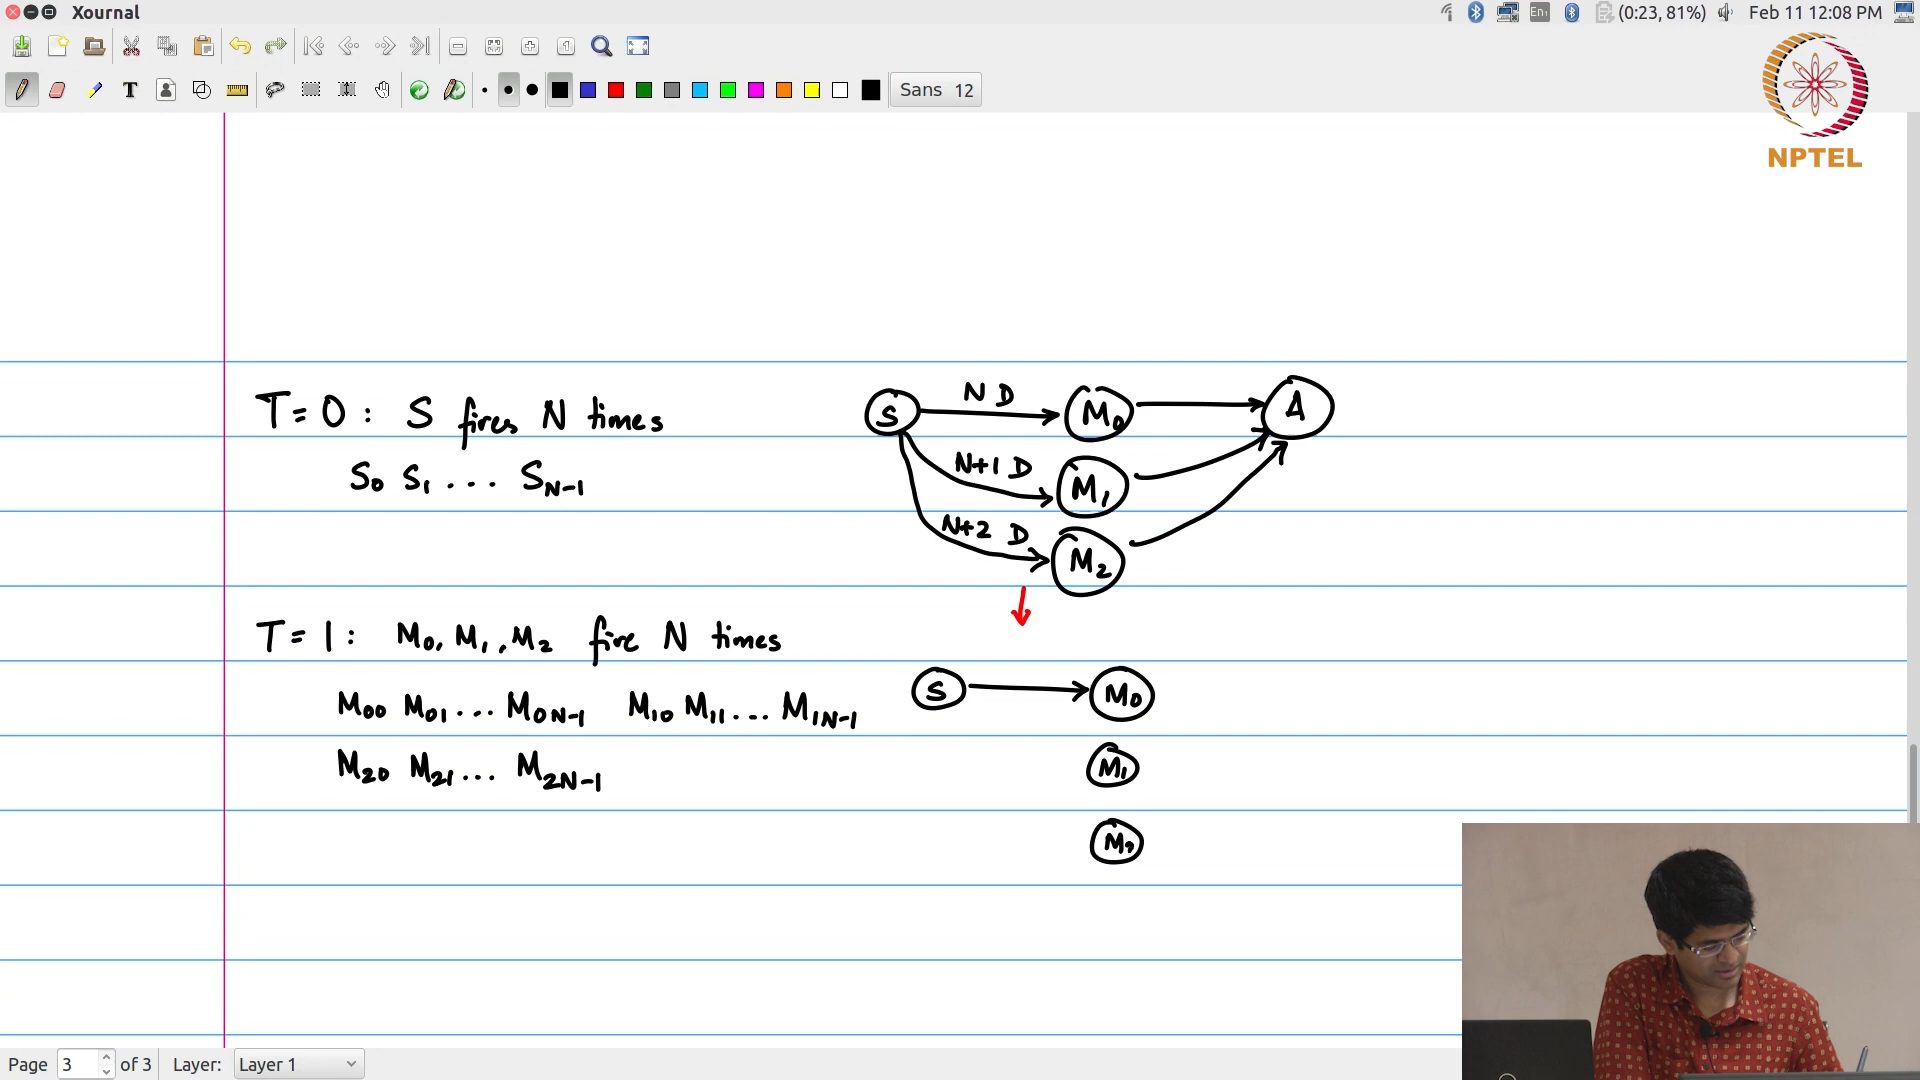 Xournal
En1
(0:23, 81%)
Feb 11 12:08 PM
T
Sans 12
NPTEL
T=0 : S fires N times
S0 S1 ... SN-1
S
N D
M0
A
N+1 D
M1
N+2 D
M2
T=1 : M0, M1, M2 fire N times
M00 M01 ... M0N-1 M10 M11 ... M1N-1
M20 M21 ... M2N-1
S
M0
M1
M2
Page 3 of 3 Layer: Layer 1